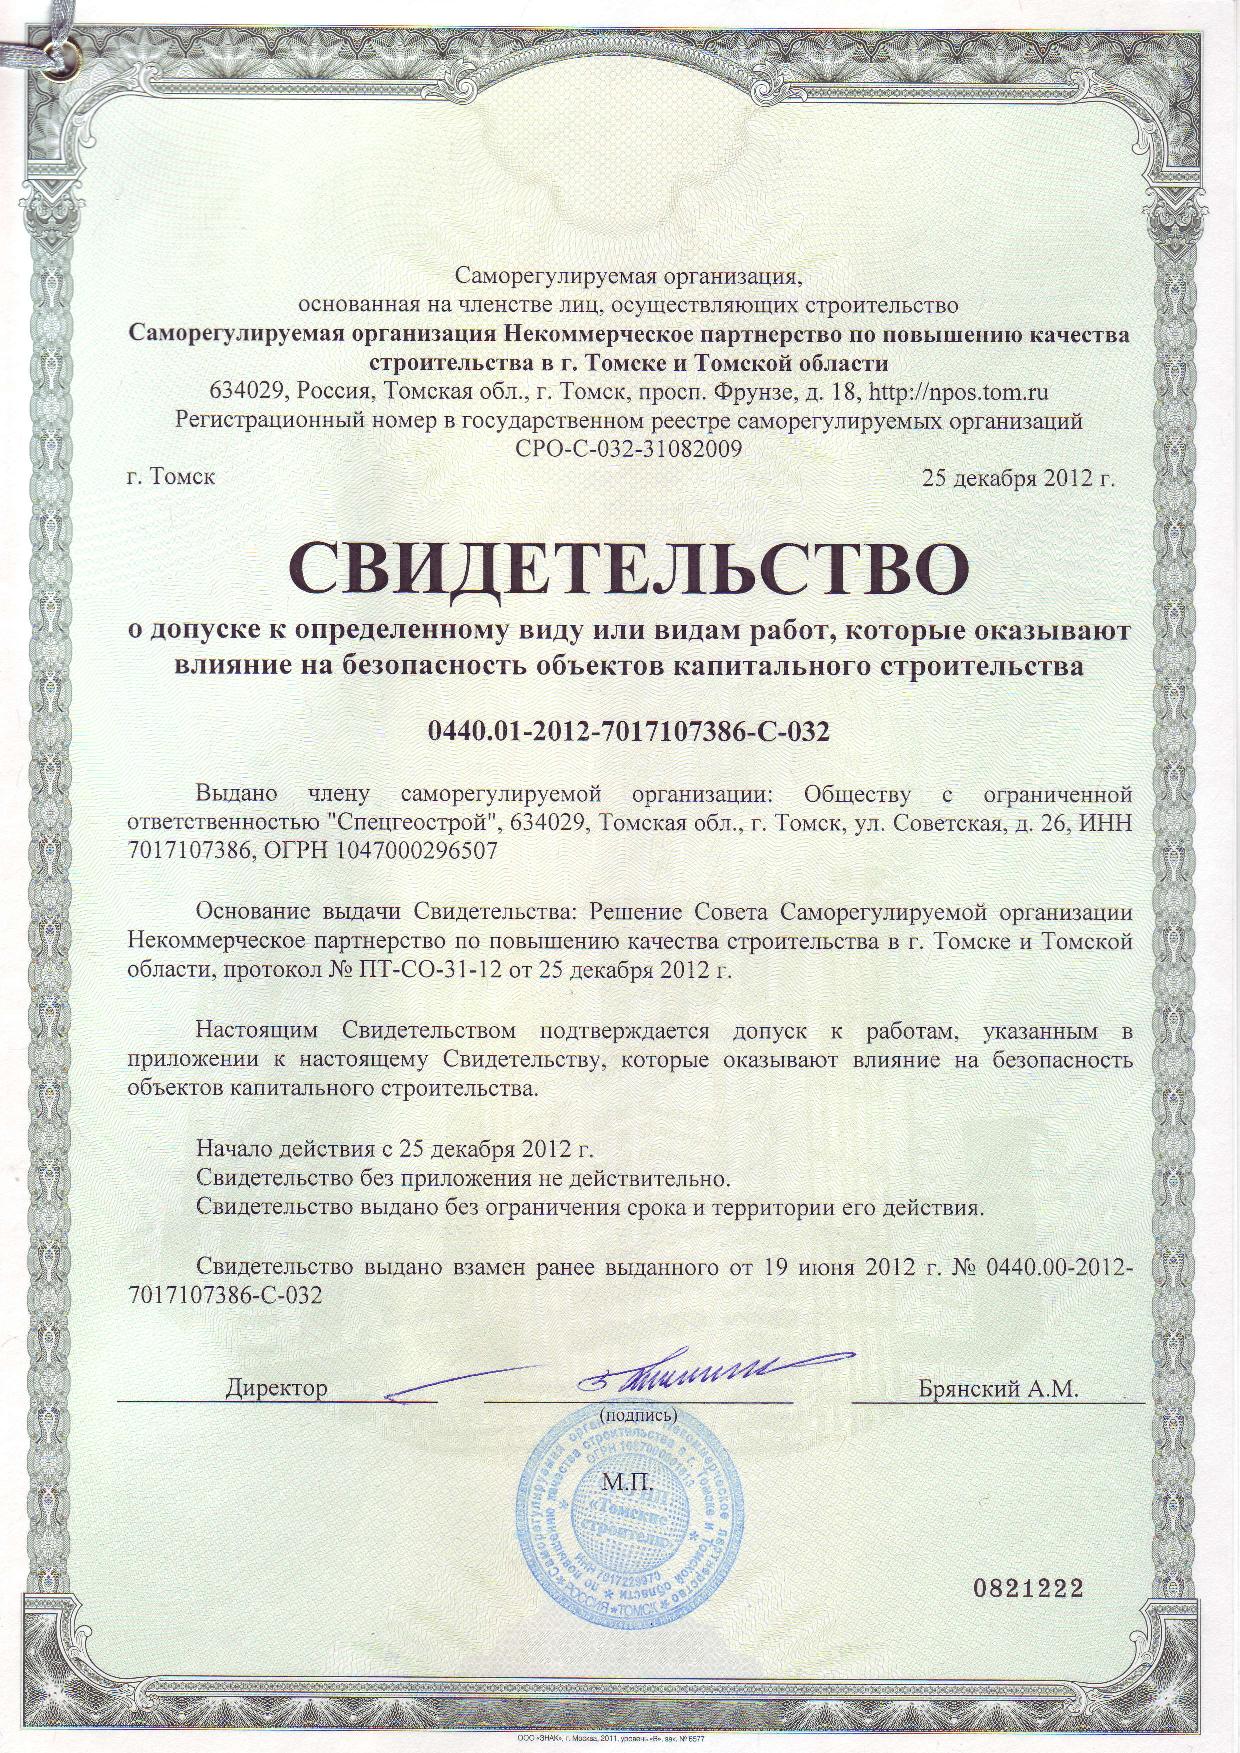 Саморегулируемая организация,
основанная на членстве лиц, осуществляющих строительство
Саморегулируемая организация Некоммерческое партнерство по повышению качества
строительства в г. Томске и Томской области
634029, Россия, Томская обл., г. Томск, просп. Фрунзе, д. 18, http://npos.tom.ru
Регистрационный номер в государственном реестре саморегулируемых организаций
СРО-С-032-31082009
г. Томск 25 декабря 2012 г.
СВИДЕТЕЛЬСТВО
о допуске к определенному виду или видам работ, которые оказывают
влияние на безопасность объектов капитального строительства
0440.01-2012-7017107386-С-032
Выдано члену саморегулируемой организации: Обществу с ограниченной
ответственностью "Спецгеострой", 634029, Томская обл., г. Томск, ул. Советская, д. 26, ИНН
7017107386, ОГРН 1047000296507
Основание выдачи Свидетельства: Решение Совета Саморегулируемой организации
Некоммерческое партнерство по повышению качества строительства в г. Томске и Томской
области, протокол № ПТ-СО-31-12 от 25 декабря 2012 г.
Настоящим Свидетельством подтверждается допуск к работам, указанным в
приложении к настоящему Свидетельству, которые оказывают влияние на безопасность
объектов капитального строительства.
Начало действия с 25 декабря 2012 г.
Свидетельство без приложения не действительно.
Свидетельство выдано без ограничения срока и территории его действия.
Свидетельство выдано взамен ранее выданного от 19 июня 2012 г. № 0440.00-2012-
7017107386-С-032
Директор Брянский А.М.
(подпись)
М.П.
Саморегулируемая организация Некоммерческое партнерство
по повышению качества строительства в г. Томске и Томской области
НП
«Томские
строители»
РОССИЯ * ТОМСК
0821222
ООО «ЗНАК», г. Москва, 2011, уровень «В», зак. № 6577